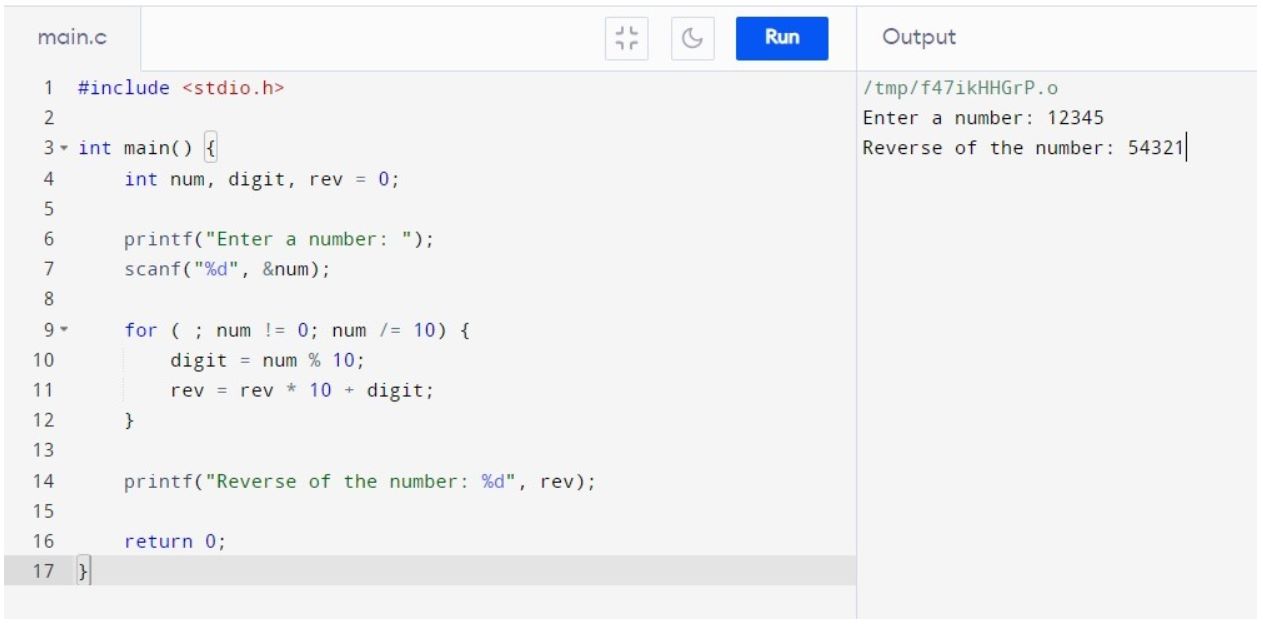 main.c
Run
Output
1 #include <stdio.h>
2
3 int main() {
4     int num, digit, rev = 0;
5
6     printf("Enter a number: ");
7     scanf("%d", &num);
8
9     for ( ; num != 0; num /= 10) {
10         digit = num % 10;
11         rev = rev * 10 + digit;
12     }
13
14     printf("Reverse of the number: %d", rev);
15
16     return 0;
17 }
/tmp/f47ikHHGrP.o
Enter a number: 12345
Reverse of the number: 54321